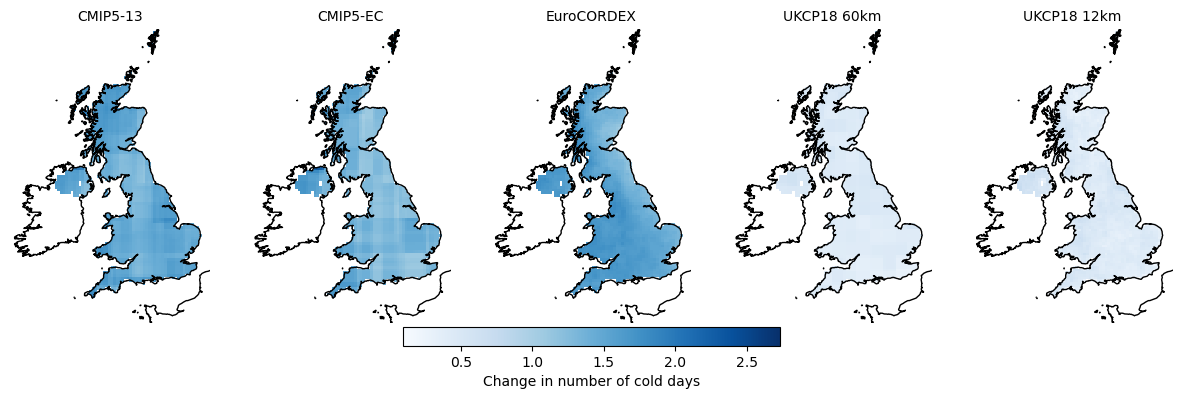 CMIP5-13 CMIP5-EC EuroCORDEX UKCP18 60km UKCP18 12km
0.5 1.0 1.5 2.0 2.5
Change in number of cold days